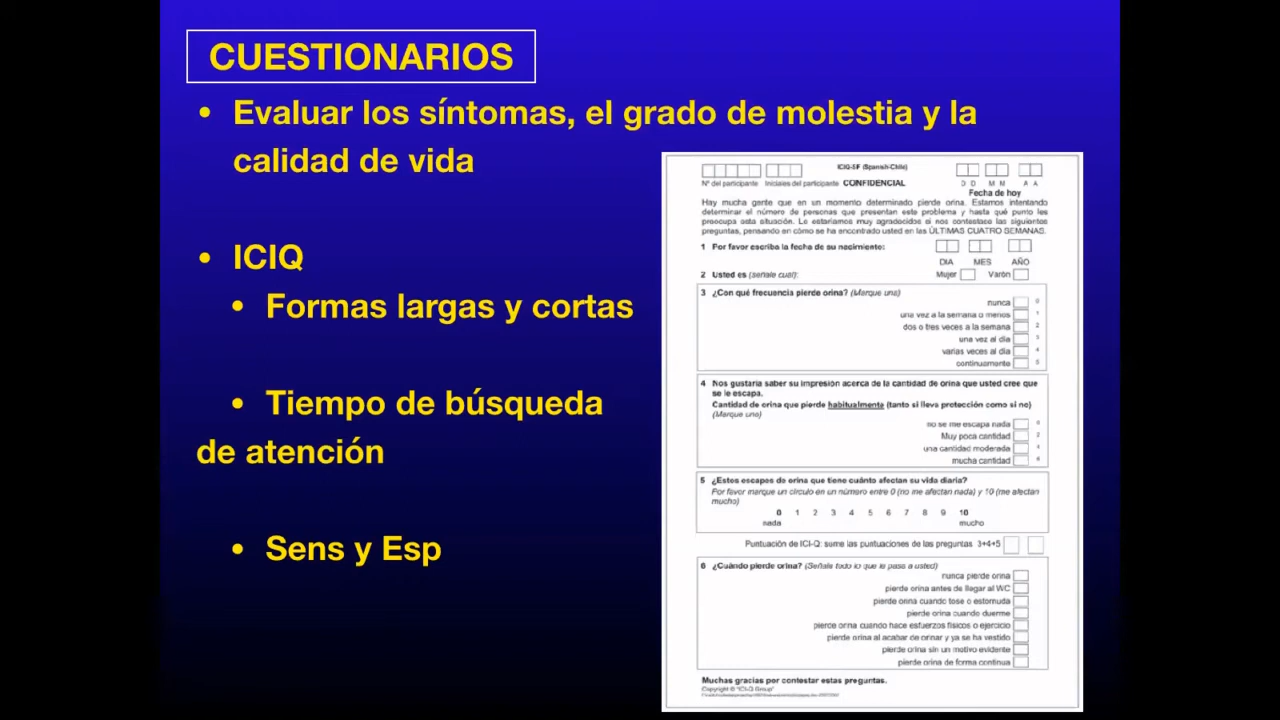 CUESTIONARIOS
• Evaluar los síntomas, el grado de molestia y la
calidad de vida
• ICIQ
• Formas largas y cortas
• Tiempo de búsqueda
de atención
• Sens y Esp
ICIQ-SF (Spanish-Chile)
Nº del participante Iniciales del participante CONFIDENCIAL D D M M A A
Fecha de hoy
Hay mucha gente que en un momento determinado pierde orina. Estamos intentando
determinar el número de personas que presentan este problema y hasta qué punto les
preocupa esta situación. Le estaríamos muy agradecidos si nos contestase las siguientes
preguntas, pensando en cómo se ha encontrado usted en las ÚLTIMAS CUATRO SEMANAS.
1 Por favor escriba la fecha de su nacimiento:
DIA MES AÑO
2 Usted es (señale cual): Mujer Varón
3 ¿Con qué frecuencia pierde orina? (Marque una)
nunca 0
una vez a la semana o menos 1
dos o tres veces a la semana 2
una vez al día 3
varias veces al día 4
continuamente 5
4 Nos gustaría saber su impresión acerca de la cantidad de orina que usted cree que
se le escapa.
Cantidad de orina que pierde habitualmente (tanto si lleva protección como si no)
(Marque uno)
no se me escapa nada 0
Muy poca cantidad 2
una cantidad moderada 4
mucha cantidad 6
5 ¿Estos escapes de orina que tiene cuánto afectan su vida diaria?
Por favor marque un círculo en un número entre 0 (no me afectan nada) y 10 (me afectan
mucho)
0 1 2 3 4 5 6 7 8 9 10
nada mucho
Puntuación de ICI-Q: sume las puntuaciones de las preguntas 3+4+5
6 ¿Cuándo pierde orina? (Señale todo lo que le pasa a usted)
nunca pierde orina
pierde orina antes de llegar al WC
pierde orina cuando tose o estornuda
pierde orina cuando duerme
pierde orina cuando hace esfuerzos físicos o ejercicio
pierde orina al acabar de orinar y ya se ha vestido
pierde orina sin un motivo evidente
pierde orina de forma continua
Muchas gracias por contestar estas preguntas.
Copyright © "ICI-Q Group"